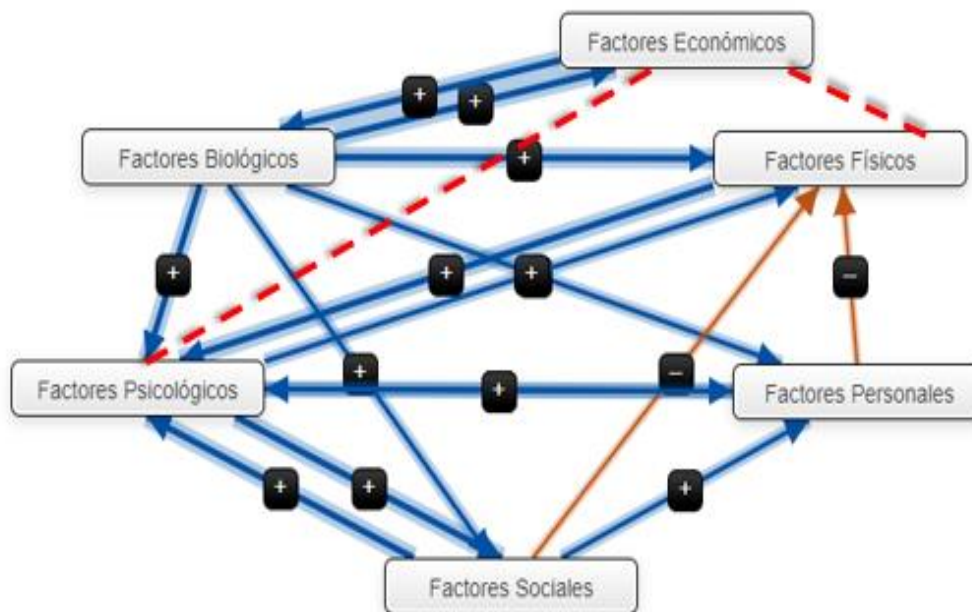 Factores Económicos
+
+
Factores Biológicos
+
Factores Físicos
+
+
+
–
Factores Psicológicos
+
–
+
Factores Personales
+
+
+
Factores Sociales